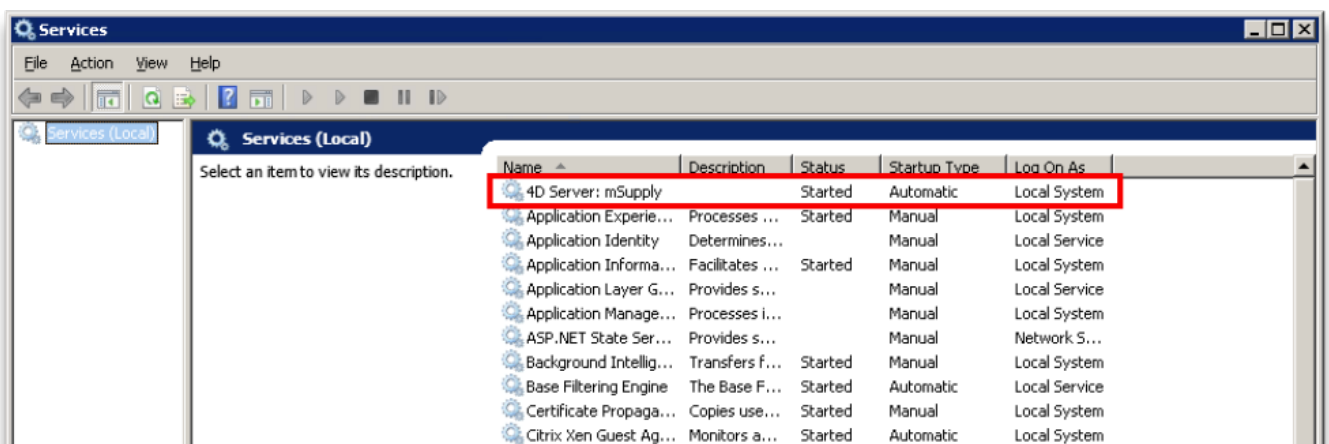 Services
File Action View Help
Services (Local)
Services (Local)
Select an item to view its description.
Name Description Status Startup Type Log On As
4D Server: mSupply Started Automatic Local System
Application Experie... Processes ... Started Manual Local System
Application Identity Determines... Manual Local Service
Application Informa... Facilitates ... Started Manual Local System
Application Layer G... Provides s... Manual Local Service
Application Manage... Processes i... Manual Local System
ASP.NET State Ser... Provides s... Manual Network S...
Background Intellig... Transfers f... Started Manual Local System
Base Filtering Engine The Base F... Started Automatic Local Service
Certificate Propaga... Copies use... Started Manual Local System
Citrix Xen Guest Ag... Monitors a... Started Automatic Local System